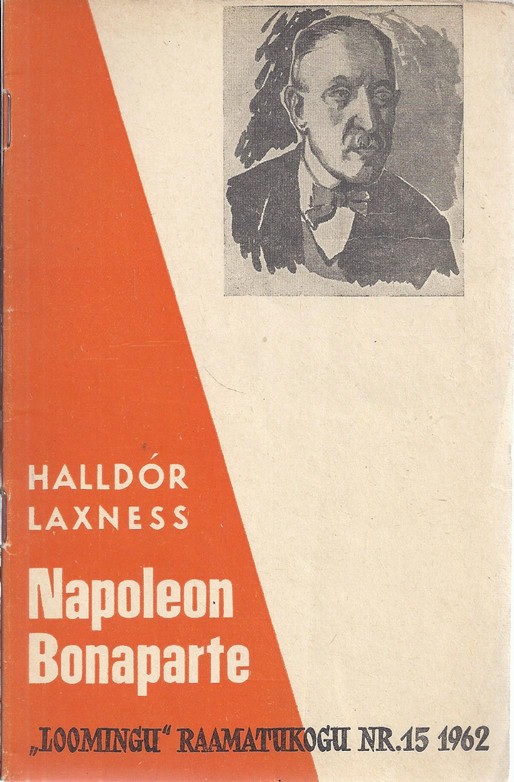 HALLDÓR
LAXNESS
Napoleon
Bonaparte
„LOOMINGU“ RAAMATUKOGU NR.15 1962